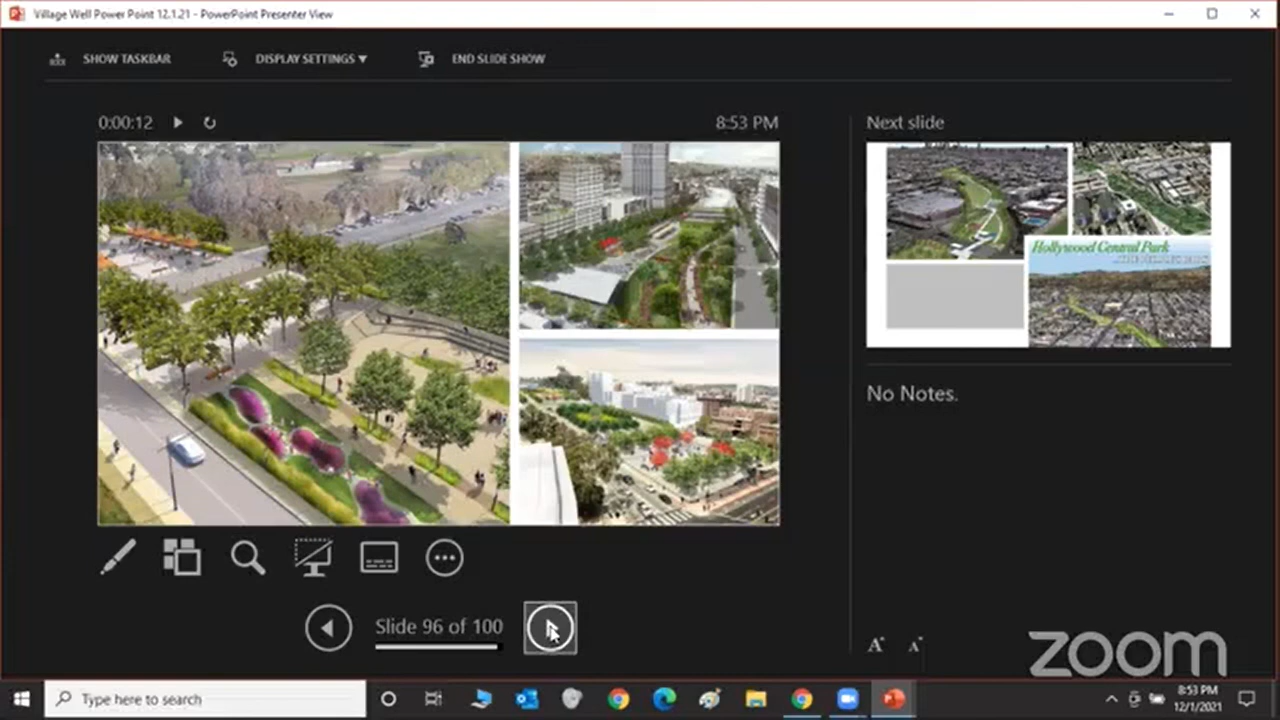 Village Well Power Point 12.1.21 - PowerPoint Presenter View
SHOW TASKBAR
DISPLAY SETTINGS ▼
END SLIDE SHOW
0:00:12
8:53 PM
Next slide
Hollywood Central Park
No Notes.
Slide 96 of 100
A A
zoom
Type here to search
8:53 PM
12/1/2021